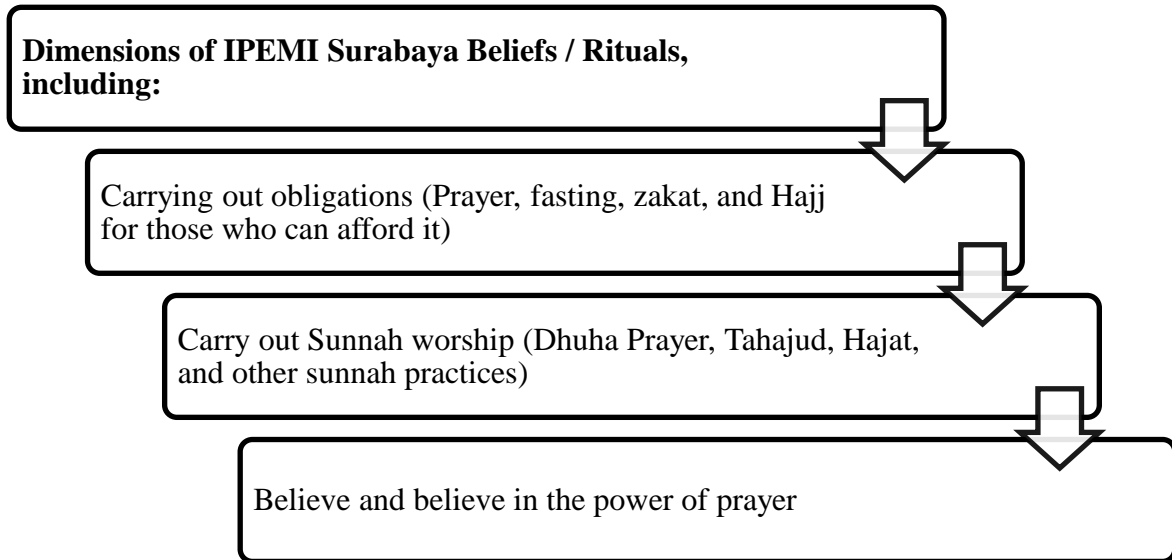 Dimensions of IPEMI Surabaya Beliefs / Rituals,
including:
Carrying out obligations (Prayer, fasting, zakat, and Hajj
for those who can afford it)
Carry out Sunnah worship (Dhuha Prayer, Tahajud, Hajat,
and other sunnah practices)
Believe and believe in the power of prayer